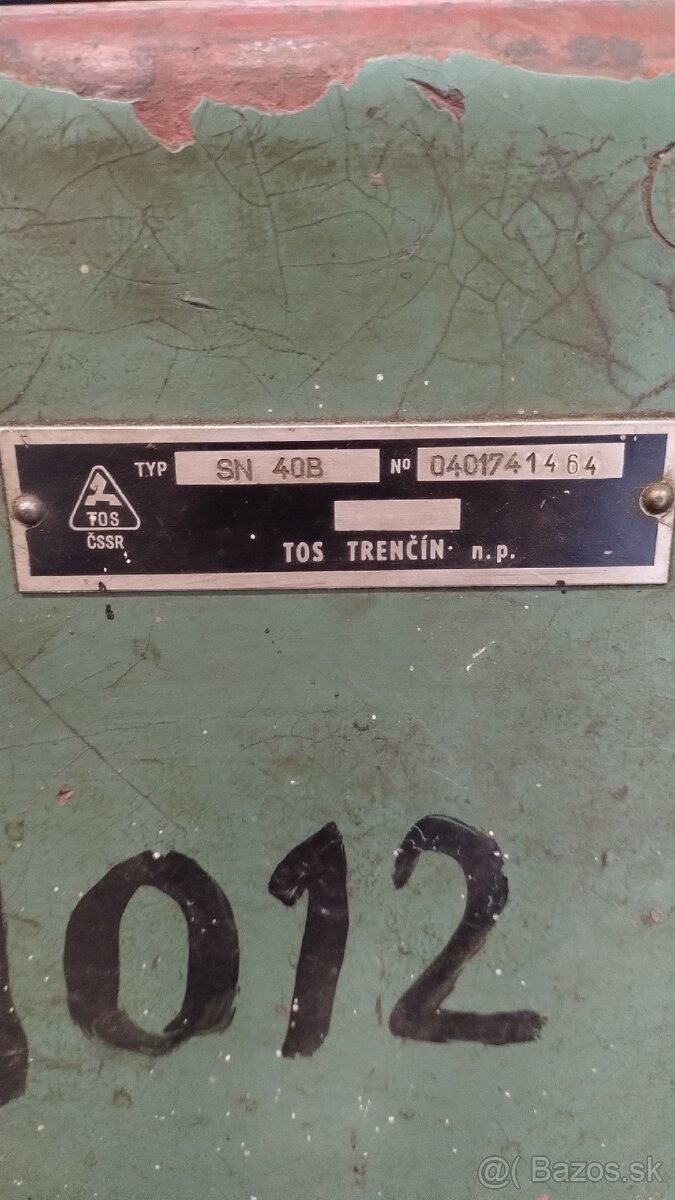 TYP SN 40B Nº 0401741464
TOS
ČSSR
TOS TRENČÍN n.p.
012
@( Bazos.sk